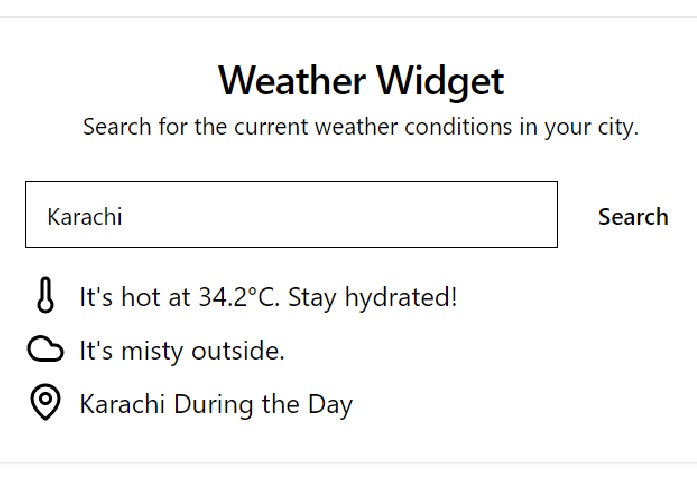 Weather Widget
Search for the current weather conditions in your city.
Karachi
Search
It's hot at 34.2°C. Stay hydrated!
It's misty outside.
Karachi During the Day